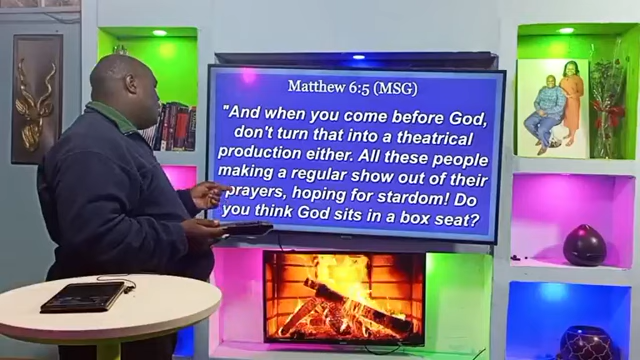 Matthew 6:5 (MSG)
"And when you come before God,
don't turn that into a theatrical
production either. All these people
making a regular show out of their
prayers, hoping for stardom! Do
you think God sits in a box seat?